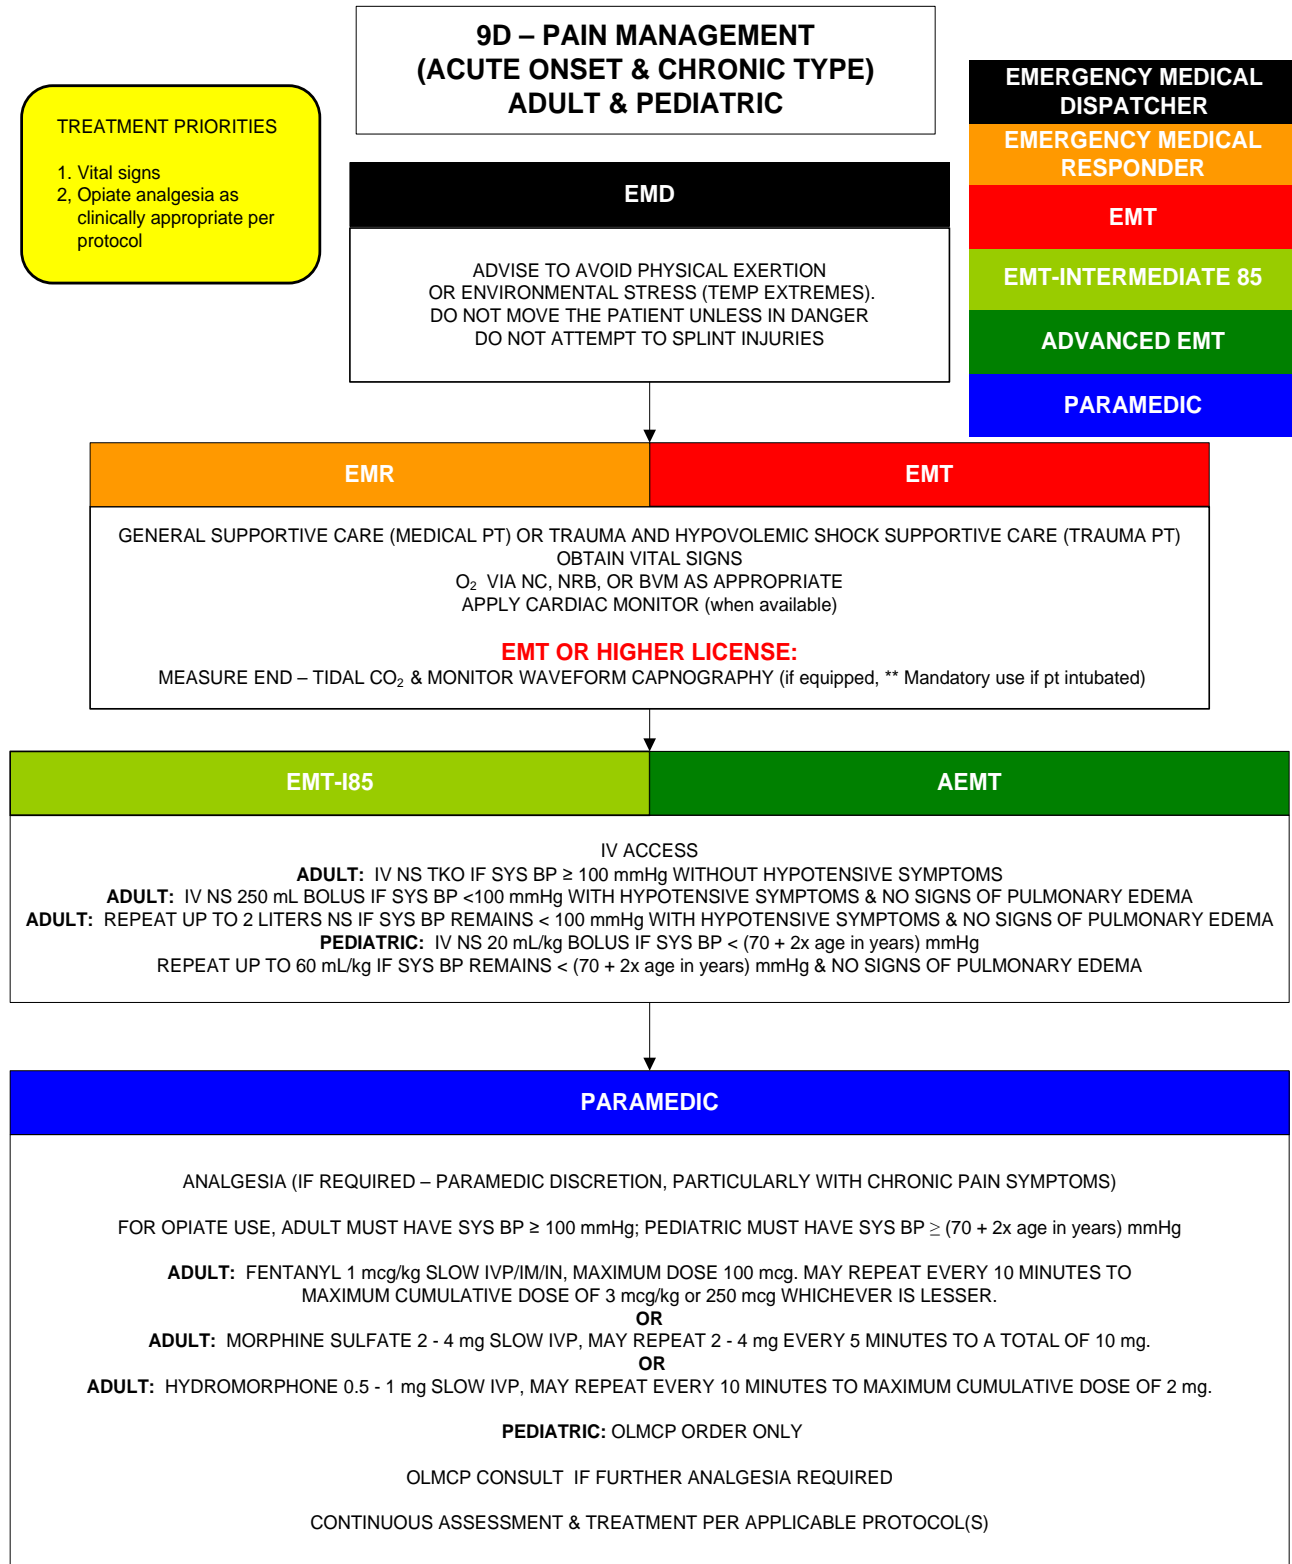 9D – PAIN MANAGEMENT
(ACUTE ONSET & CHRONIC TYPE)
ADULT & PEDIATRIC
TREATMENT PRIORITIES
1. Vital signs
2, Opiate analgesia as
clinically appropriate per
protocol
EMERGENCY MEDICAL
DISPATCHER
EMERGENCY MEDICAL
RESPONDER
EMT
EMT-INTERMEDIATE 85
ADVANCED EMT
PARAMEDIC
EMD
ADVISE TO AVOID PHYSICAL EXERTION
OR ENVIRONMENTAL STRESS (TEMP EXTREMES).
DO NOT MOVE THE PATIENT UNLESS IN DANGER
DO NOT ATTEMPT TO SPLINT INJURIES
EMR
EMT
GENERAL SUPPORTIVE CARE (MEDICAL PT) OR TRAUMA AND HYPOVOLEMIC SHOCK SUPPORTIVE CARE (TRAUMA PT)
OBTAIN VITAL SIGNS
O₂ VIA NC, NRB, OR BVM AS APPROPRIATE
APPLY CARDIAC MONITOR (when available)
EMT OR HIGHER LICENSE:
MEASURE END – TIDAL CO₂ & MONITOR WAVEFORM CAPNOGRAPHY (if equipped, ** Mandatory use if pt intubated)
EMT-I85
AEMT
IV ACCESS
ADULT: IV NS TKO IF SYS BP ≥ 100 mmHg WITHOUT HYPOTENSIVE SYMPTOMS
ADULT: IV NS 250 mL BOLUS IF SYS BP <100 mmHg WITH HYPOTENSIVE SYMPTOMS & NO SIGNS OF PULMONARY EDEMA
ADULT: REPEAT UP TO 2 LITERS NS IF SYS BP REMAINS < 100 mmHg WITH HYPOTENSIVE SYMPTOMS & NO SIGNS OF PULMONARY EDEMA
PEDIATRIC: IV NS 20 mL/kg BOLUS IF SYS BP < (70 + 2x age in years) mmHg
REPEAT UP TO 60 mL/kg IF SYS BP REMAINS < (70 + 2x age in years) mmHg & NO SIGNS OF PULMONARY EDEMA
PARAMEDIC
ANALGESIA (IF REQUIRED – PARAMEDIC DISCRETION, PARTICULARLY WITH CHRONIC PAIN SYMPTOMS)
FOR OPIATE USE, ADULT MUST HAVE SYS BP ≥ 100 mmHg; PEDIATRIC MUST HAVE SYS BP ≥ (70 + 2x age in years) mmHg
ADULT: FENTANYL 1 mcg/kg SLOW IVP/IM/IN, MAXIMUM DOSE 100 mcg. MAY REPEAT EVERY 10 MINUTES TO
MAXIMUM CUMULATIVE DOSE OF 3 mcg/kg or 250 mcg WHICHEVER IS LESSER.
OR
ADULT: MORPHINE SULFATE 2 - 4 mg SLOW IVP, MAY REPEAT 2 - 4 mg EVERY 5 MINUTES TO A TOTAL OF 10 mg.
OR
ADULT: HYDROMORPHONE 0.5 - 1 mg SLOW IVP, MAY REPEAT EVERY 10 MINUTES TO MAXIMUM CUMULATIVE DOSE OF 2 mg.
PEDIATRIC: OLMCP ORDER ONLY
OLMCP CONSULT IF FURTHER ANALGESIA REQUIRED
CONTINUOUS ASSESSMENT & TREATMENT PER APPLICABLE PROTOCOL(S)